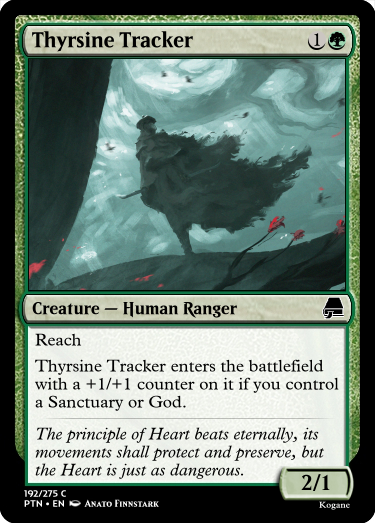 Thyrsine Tracker 1
Creature — Human Ranger
Reach
Thyrsine Tracker enters the battlefield
with a +1/+1 counter on it if you control
a Sanctuary or God.
The principle of Heart beats eternally, its
movements shall protect and preserve, but
the Heart is just as dangerous.
2/1
192/275 C
PTN • EN Anato Finnstark
Kogane